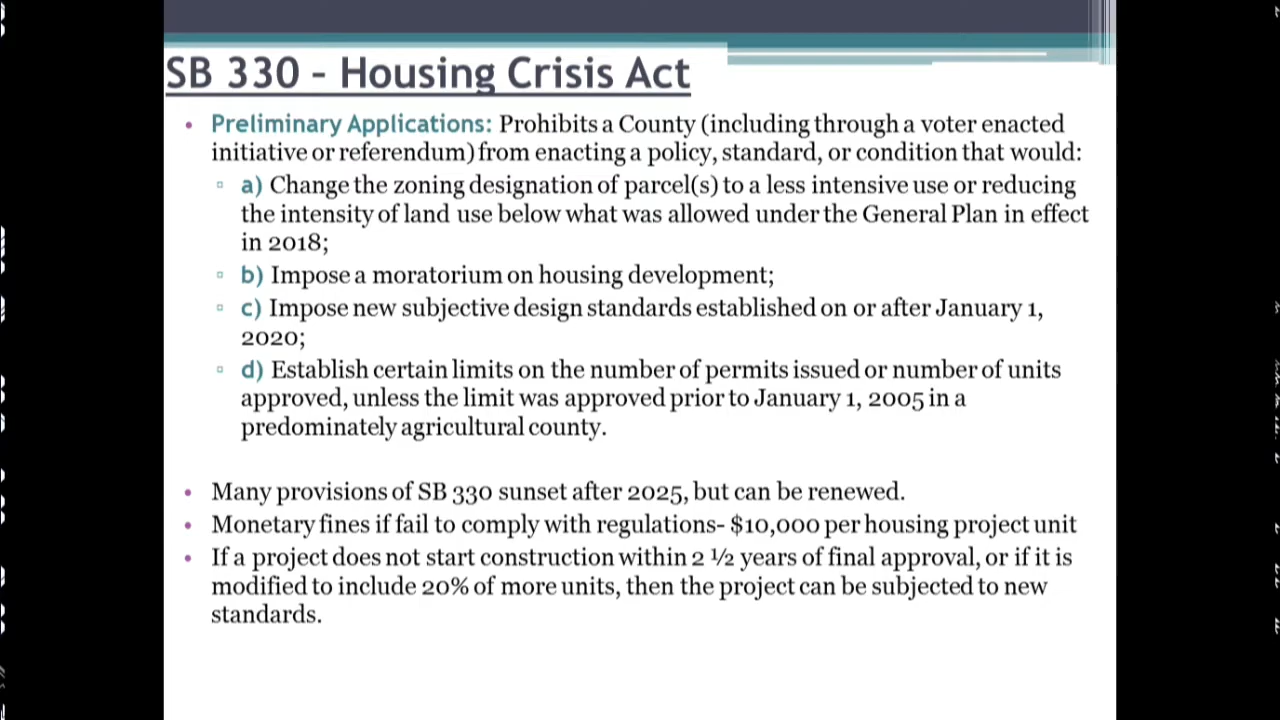 SB 330 - Housing Crisis Act
• Preliminary Applications: Prohibits a County (including through a voter enacted
initiative or referendum) from enacting a policy, standard, or condition that would:
▫ a) Change the zoning designation of parcel(s) to a less intensive use or reducing
the intensity of land use below what was allowed under the General Plan in effect
in 2018;
▫ b) Impose a moratorium on housing development;
▫ c) Impose new subjective design standards established on or after January 1,
2020;
▫ d) Establish certain limits on the number of permits issued or number of units
approved, unless the limit was approved prior to January 1, 2005 in a
predominately agricultural county.
• Many provisions of SB 330 sunset after 2025, but can be renewed.
• Monetary fines if fail to comply with regulations- $10,000 per housing project unit
• If a project does not start construction within 2 ½ years of final approval, or if it is
modified to include 20% of more units, then the project can be subjected to new
standards.